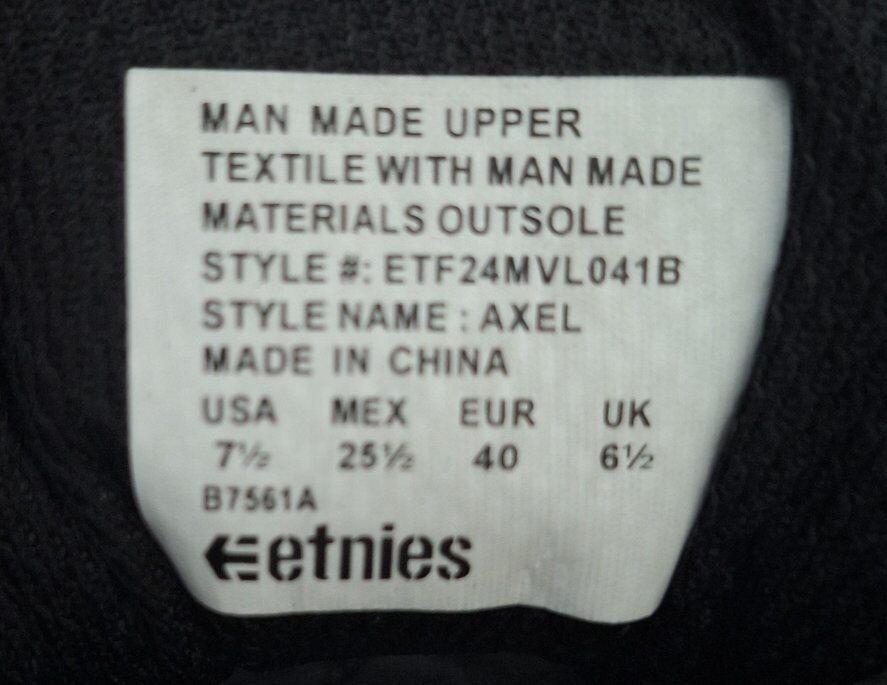 MAN MADE UPPER
TEXTILE WITH MAN MADE
MATERIALS OUTSOLE
STYLE #: ETF24MVL041B
STYLE NAME : AXEL
MADE IN CHINA
USA MEX EUR UK
7½ 25½ 40 6½
B7561A
etnies